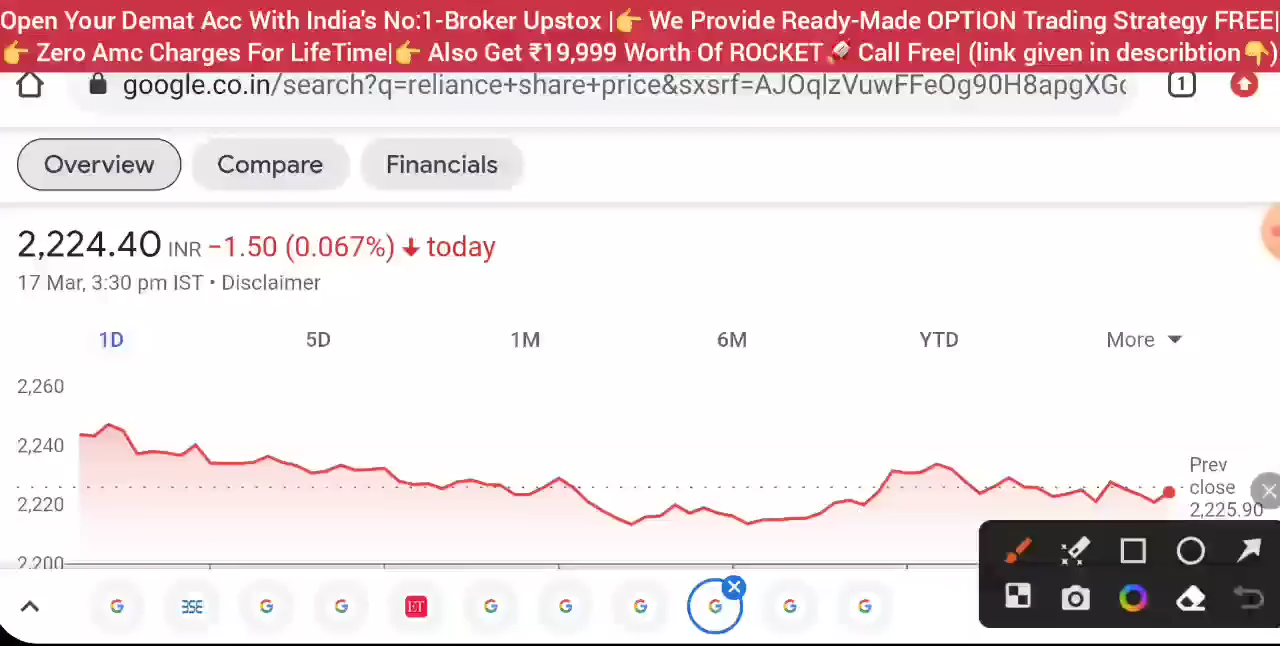 Open Your Demat Acc With India's No:1-Broker Upstox |👉 We Provide Ready-Made OPTION Trading Strategy FREE|
👉 Zero Amc Charges For LifeTime|👉 Also Get ₹19,999 Worth Of ROCKET🚀 Call Free| (link given in describtion👇)
google.co.in/search?q=reliance+share+price&sxsrf=AJOqlzVuwFFeOg90H8apgXG
1
Overview Compare Financials
2,224.40 INR −1.50 (0.067%) ↓ today
17 Mar, 3:30 pm IST • Disclaimer
1D 5D 1M 6M YTD More
2,260
2,240
Prev
close
2,220
2,225.90
2,200
G BSE G G ET G G G G G G